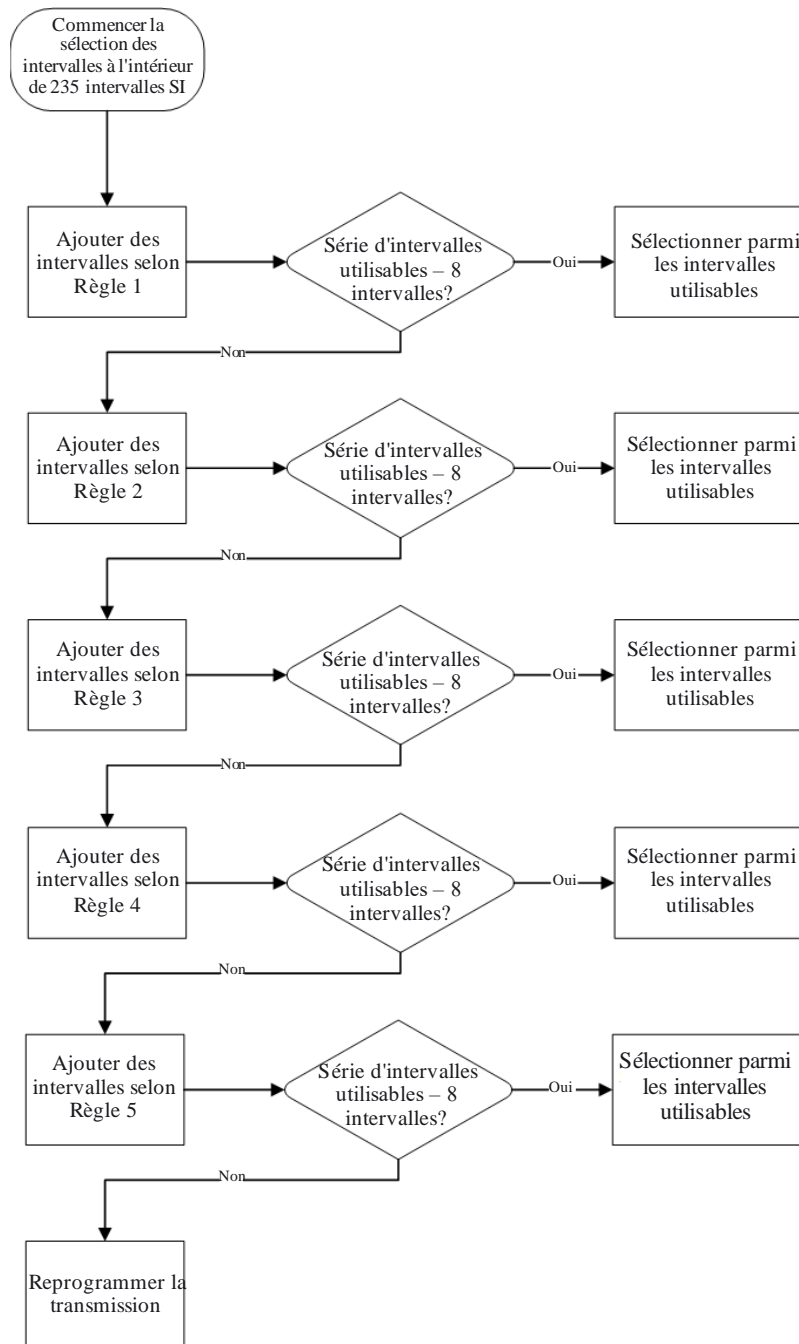 Commencer la
sélection des
intervalles à l'intérieur
de 235 intervalles SI
Ajouter des
intervalles selon
Règle 1
Série d'intervalles
utilisables – 8
intervalles?
Oui
Sélectionner parmi
les intervalles
utilisables
Non
Ajouter des
intervalles selon
Règle 2
Série d'intervalles
utilisables – 8
intervalles?
Oui
Sélectionner parmi
les intervalles
utilisables
Non
Ajouter des
intervalles selon
Règle 3
Série d'intervalles
utilisables – 8
intervalles?
Oui
Sélectionner parmi
les intervalles
utilisables
Non
Ajouter des
intervalles selon
Règle 4
Série d'intervalles
utilisables – 8
intervalles?
Oui
Sélectionner parmi
les intervalles
utilisables
Non
Ajouter des
intervalles selon
Règle 5
Série d'intervalles
utilisables – 8
intervalles?
Oui
Sélectionner parmi
les intervalles
utilisables
Non
Reprogrammer la
transmission